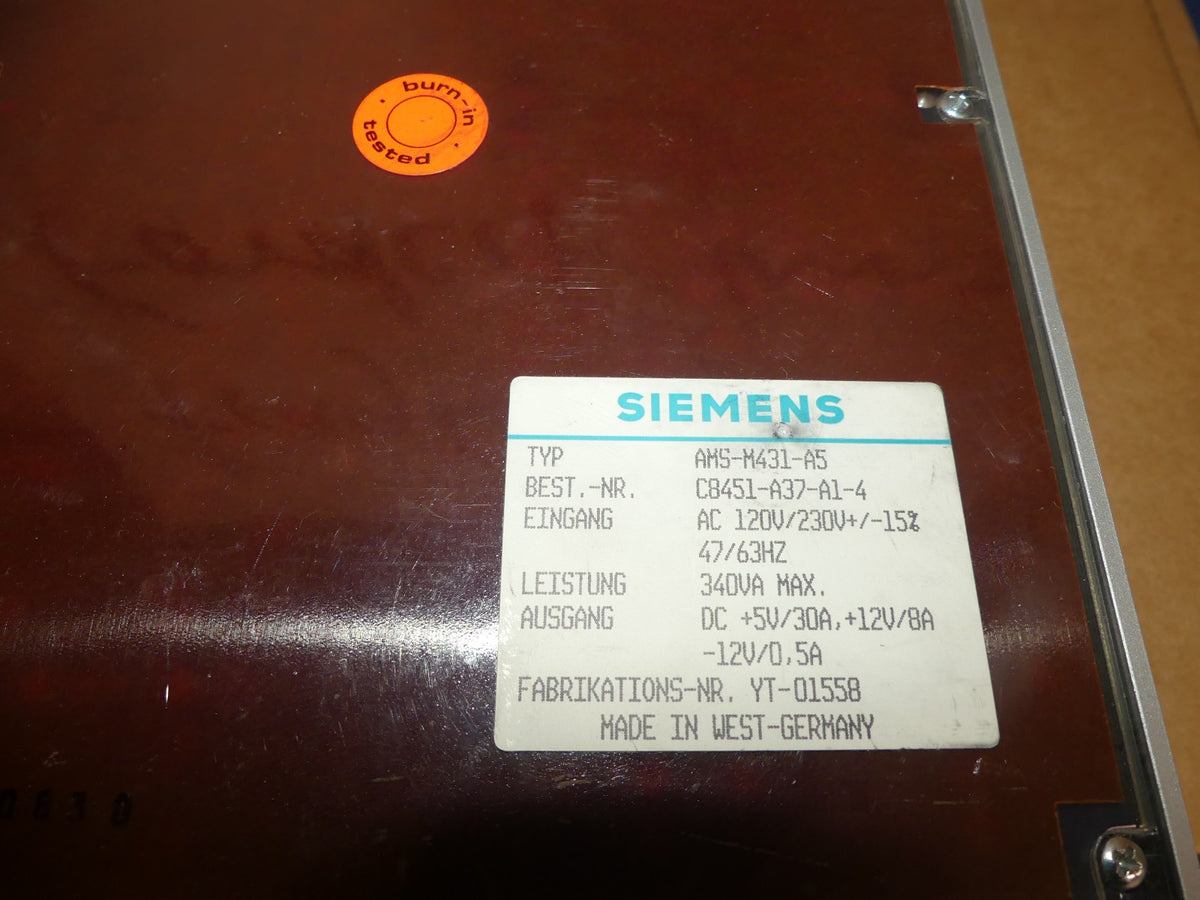 burn-in
tested
SIEMENS
TYP AMS-M431-A5
BEST.-NR. C8451-A37-A1-4
EINGANG AC 120V/230V+/-15%
47/63HZ
LEISTUNG 340VA MAX.
AUSGANG DC +5V/30A,+12V/8A
-12V/0,5A
FABRIKATIONS-NR. YT-01558
MADE IN WEST-GERMANY
0830